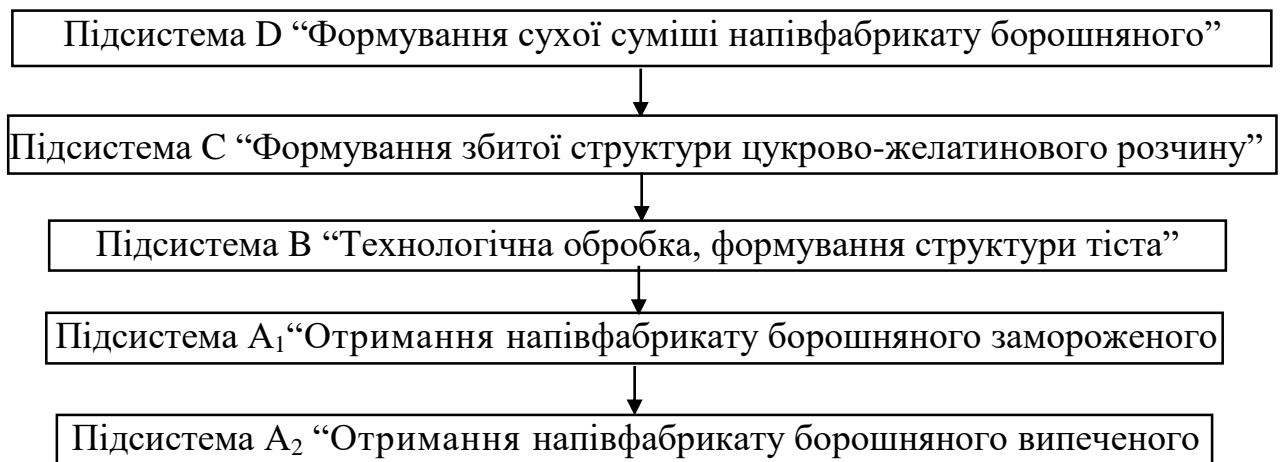 Підсистема D “Формування сухої суміші напівфабрикату борошняного”
Підсистема С “Формування збитої структури цукрово-желатинового розчину”
Підсистема В “Технологічна обробка, формування структури тіста”
Підсистема А₁“Отримання напівфабрикату борошняного замороженого
Підсистема А₂ “Отримання напівфабрикату борошняного випеченого